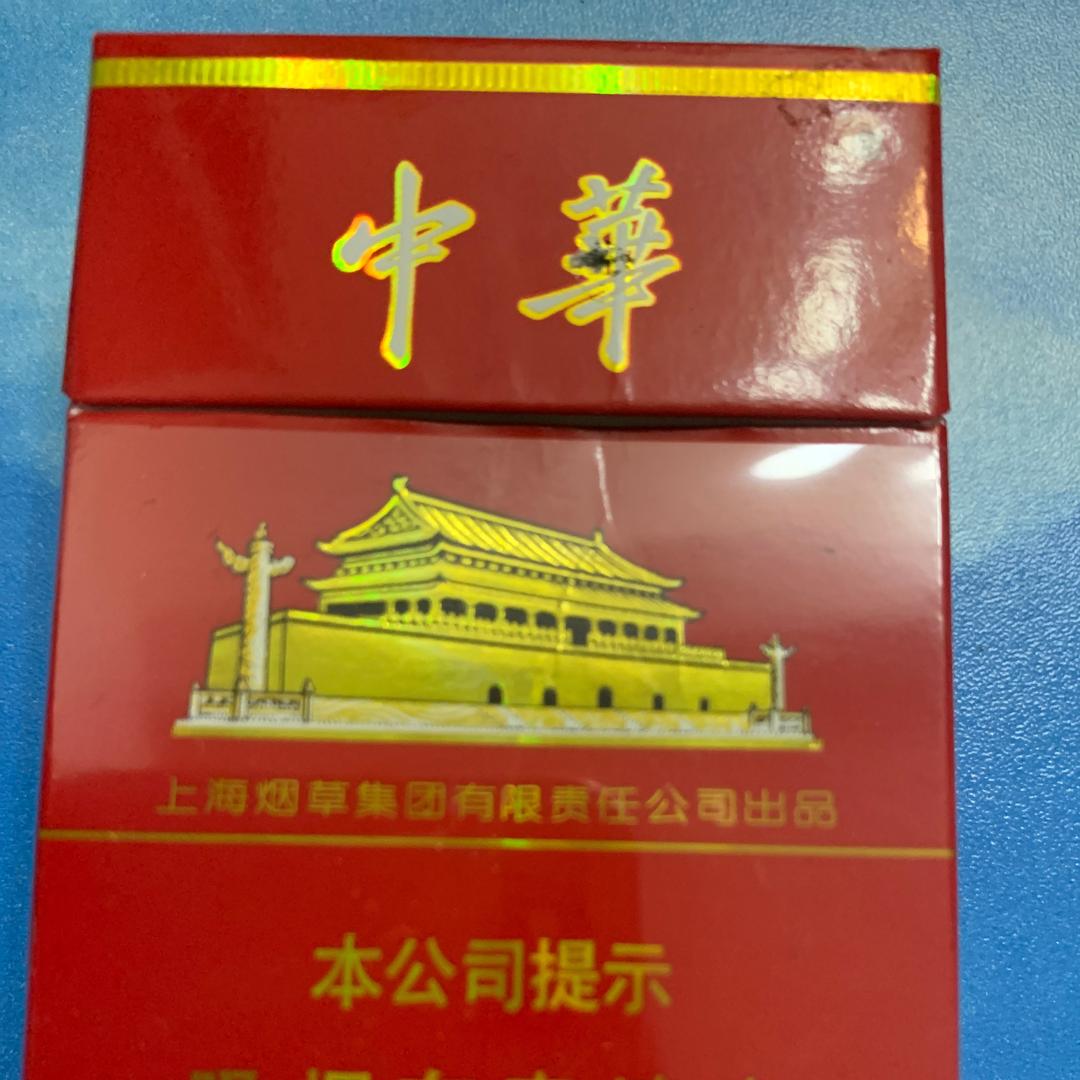 中華
上海烟草集团有限责任公司出品
本公司提示